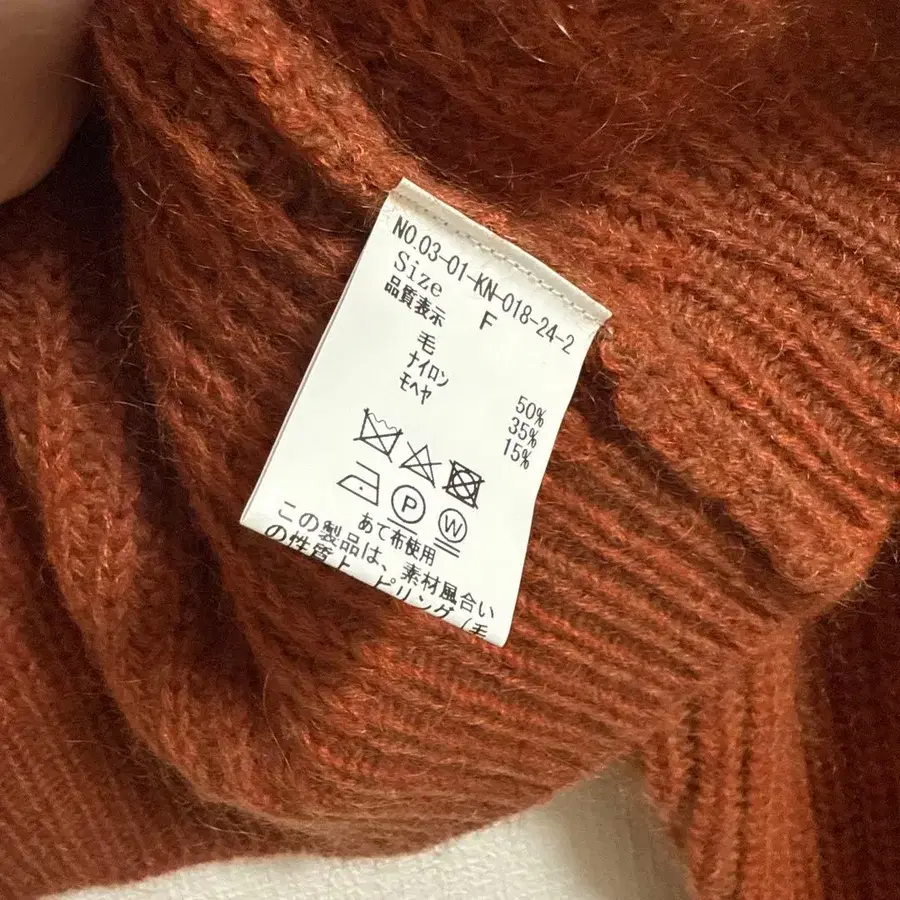 NO.03-01-KN-018-24-2
Size F
品質表示
毛 50%
ナイロン 35%
モヘヤ 15%
P W
あて布使用
この製品は、素材風合い
の性質上、ピリング(毛